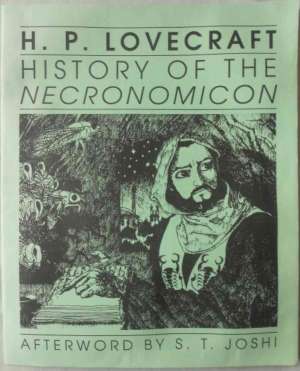 H. P. LOVECRAFT
HISTORY OF THE
NECRONOMICON
AFTERWORD BY S. T. JOSHI